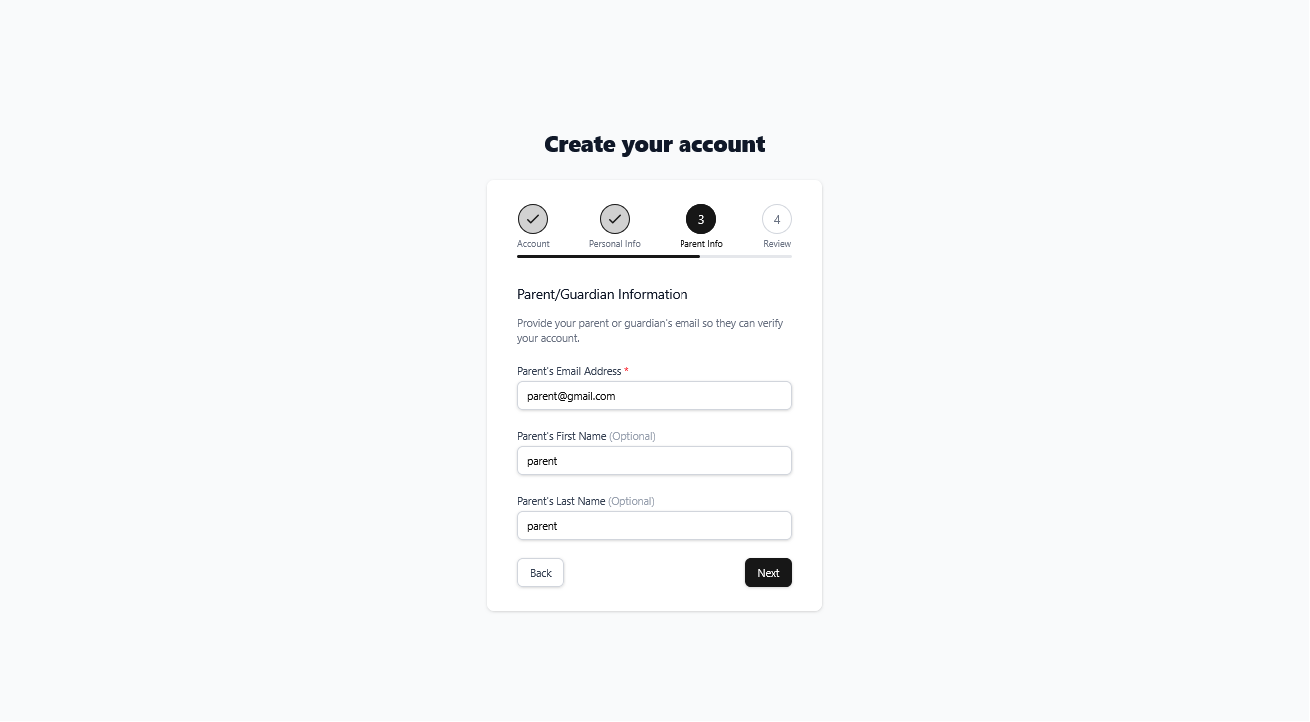 Create your account
3
4
Account
Personal Info
Parent Info
Review
Parent/Guardian Information
Provide your parent or guardian's email so they can verify
your account.
Parent's Email Address *
parent@gmail.com
Parent's First Name (Optional)
parent
Parent's Last Name (Optional)
parent
Back
Next